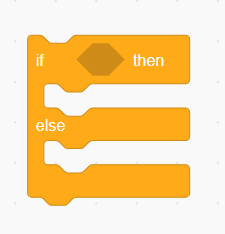 if then
else